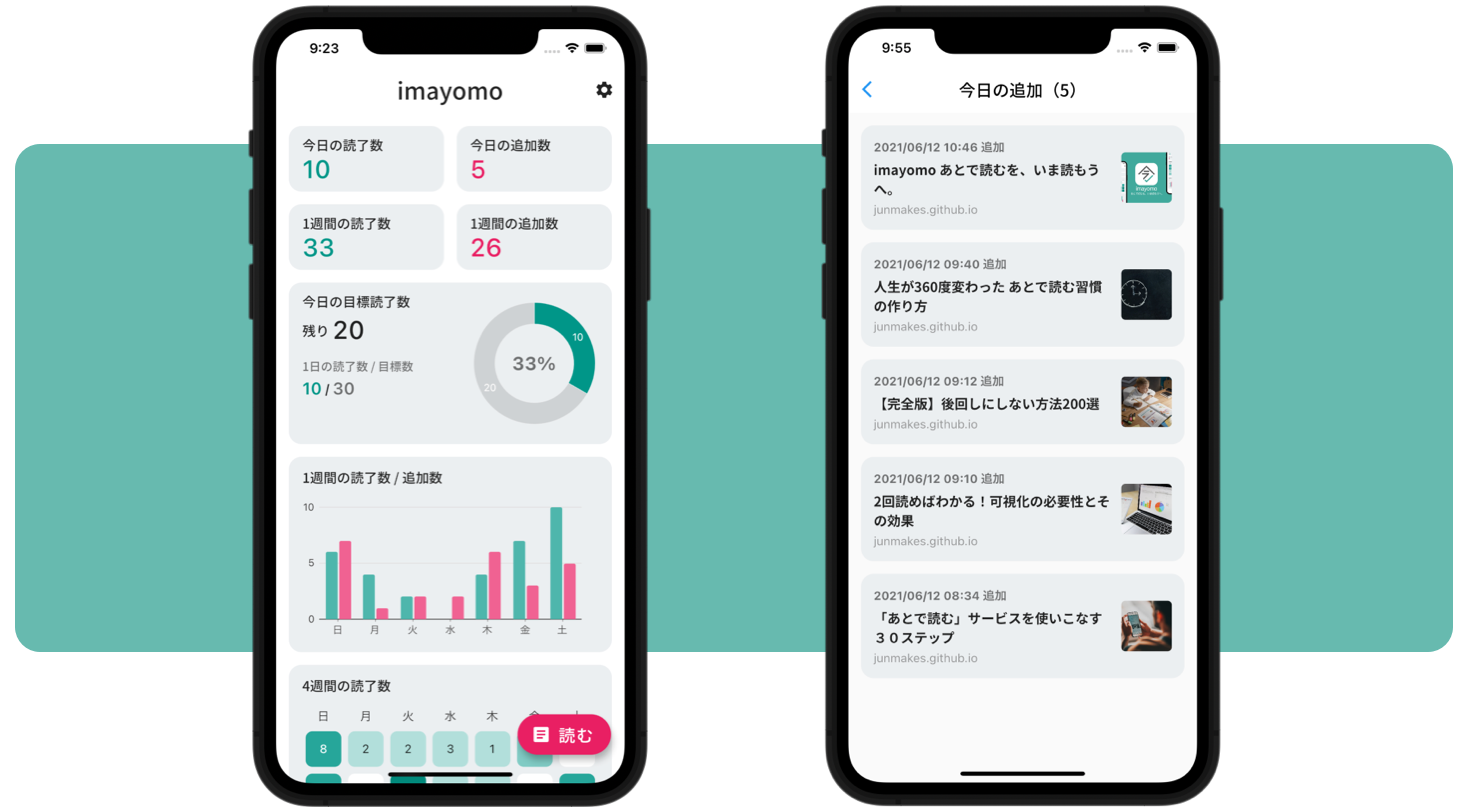 9:23
imayomo
今日の読了数
10
今日の追加数
5
1週間の読了数
33
1週間の追加数
26
今日の目標読了数
残り 20
1日の読了数 / 目標数
10 / 30
10
33%
20
1週間の読了数 / 追加数
10
5
0
日 月 火 水 木 金 土
4週間の読了数
日 月 火 水 木
8 2 2 3 1
読む
9:55
今日の追加（5）
2021/06/12 10:46 追加
imayomo あとで読むを、いま読もう
へ。
junmakes.github.io
今
imayomo
2021/06/12 09:40 追加
人生が360度変わった あとで読む習慣
の作り方
junmakes.github.io
2021/06/12 09:12 追加
【完全版】後回しにしない方法200選
junmakes.github.io
2021/06/12 09:10 追加
2回読めばわかる！可視化の必要性とそ
の効果
junmakes.github.io
2021/06/12 08:34 追加
「あとで読む」サービスを使いこなす
３０ステップ
junmakes.github.io